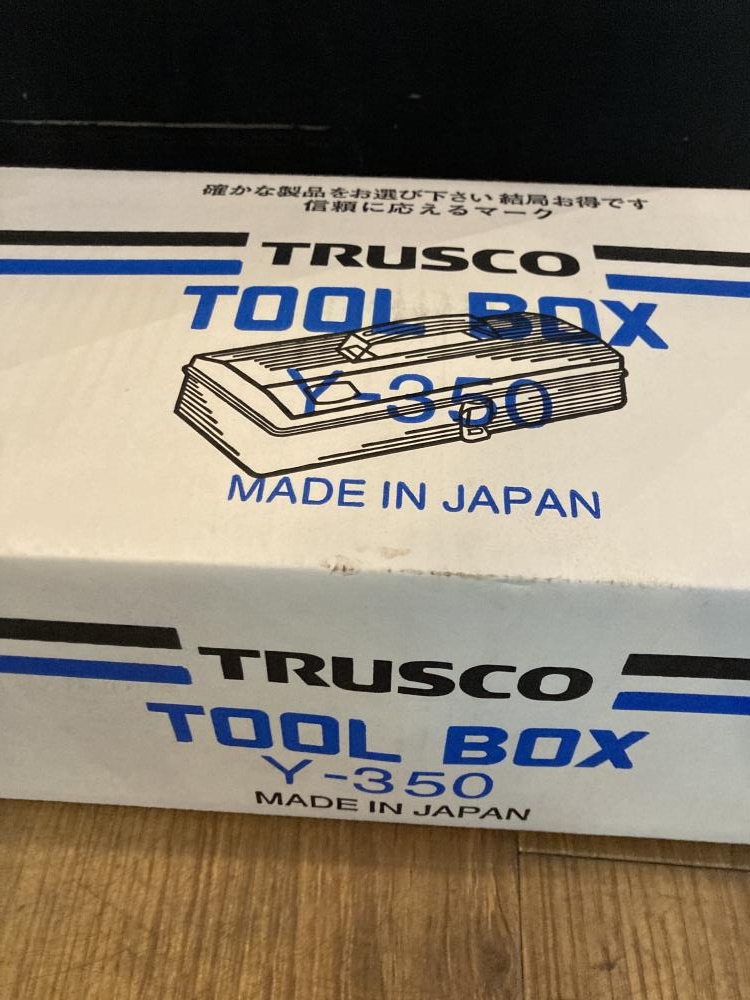 確かな製品をお選び下さい 結局お得です
信頼に応えるマーク
TRUSCO
TOOL BOX
Y-350
MADE IN JAPAN
TRUSCO
TOOL BOX
Y-350
MADE IN JAPAN